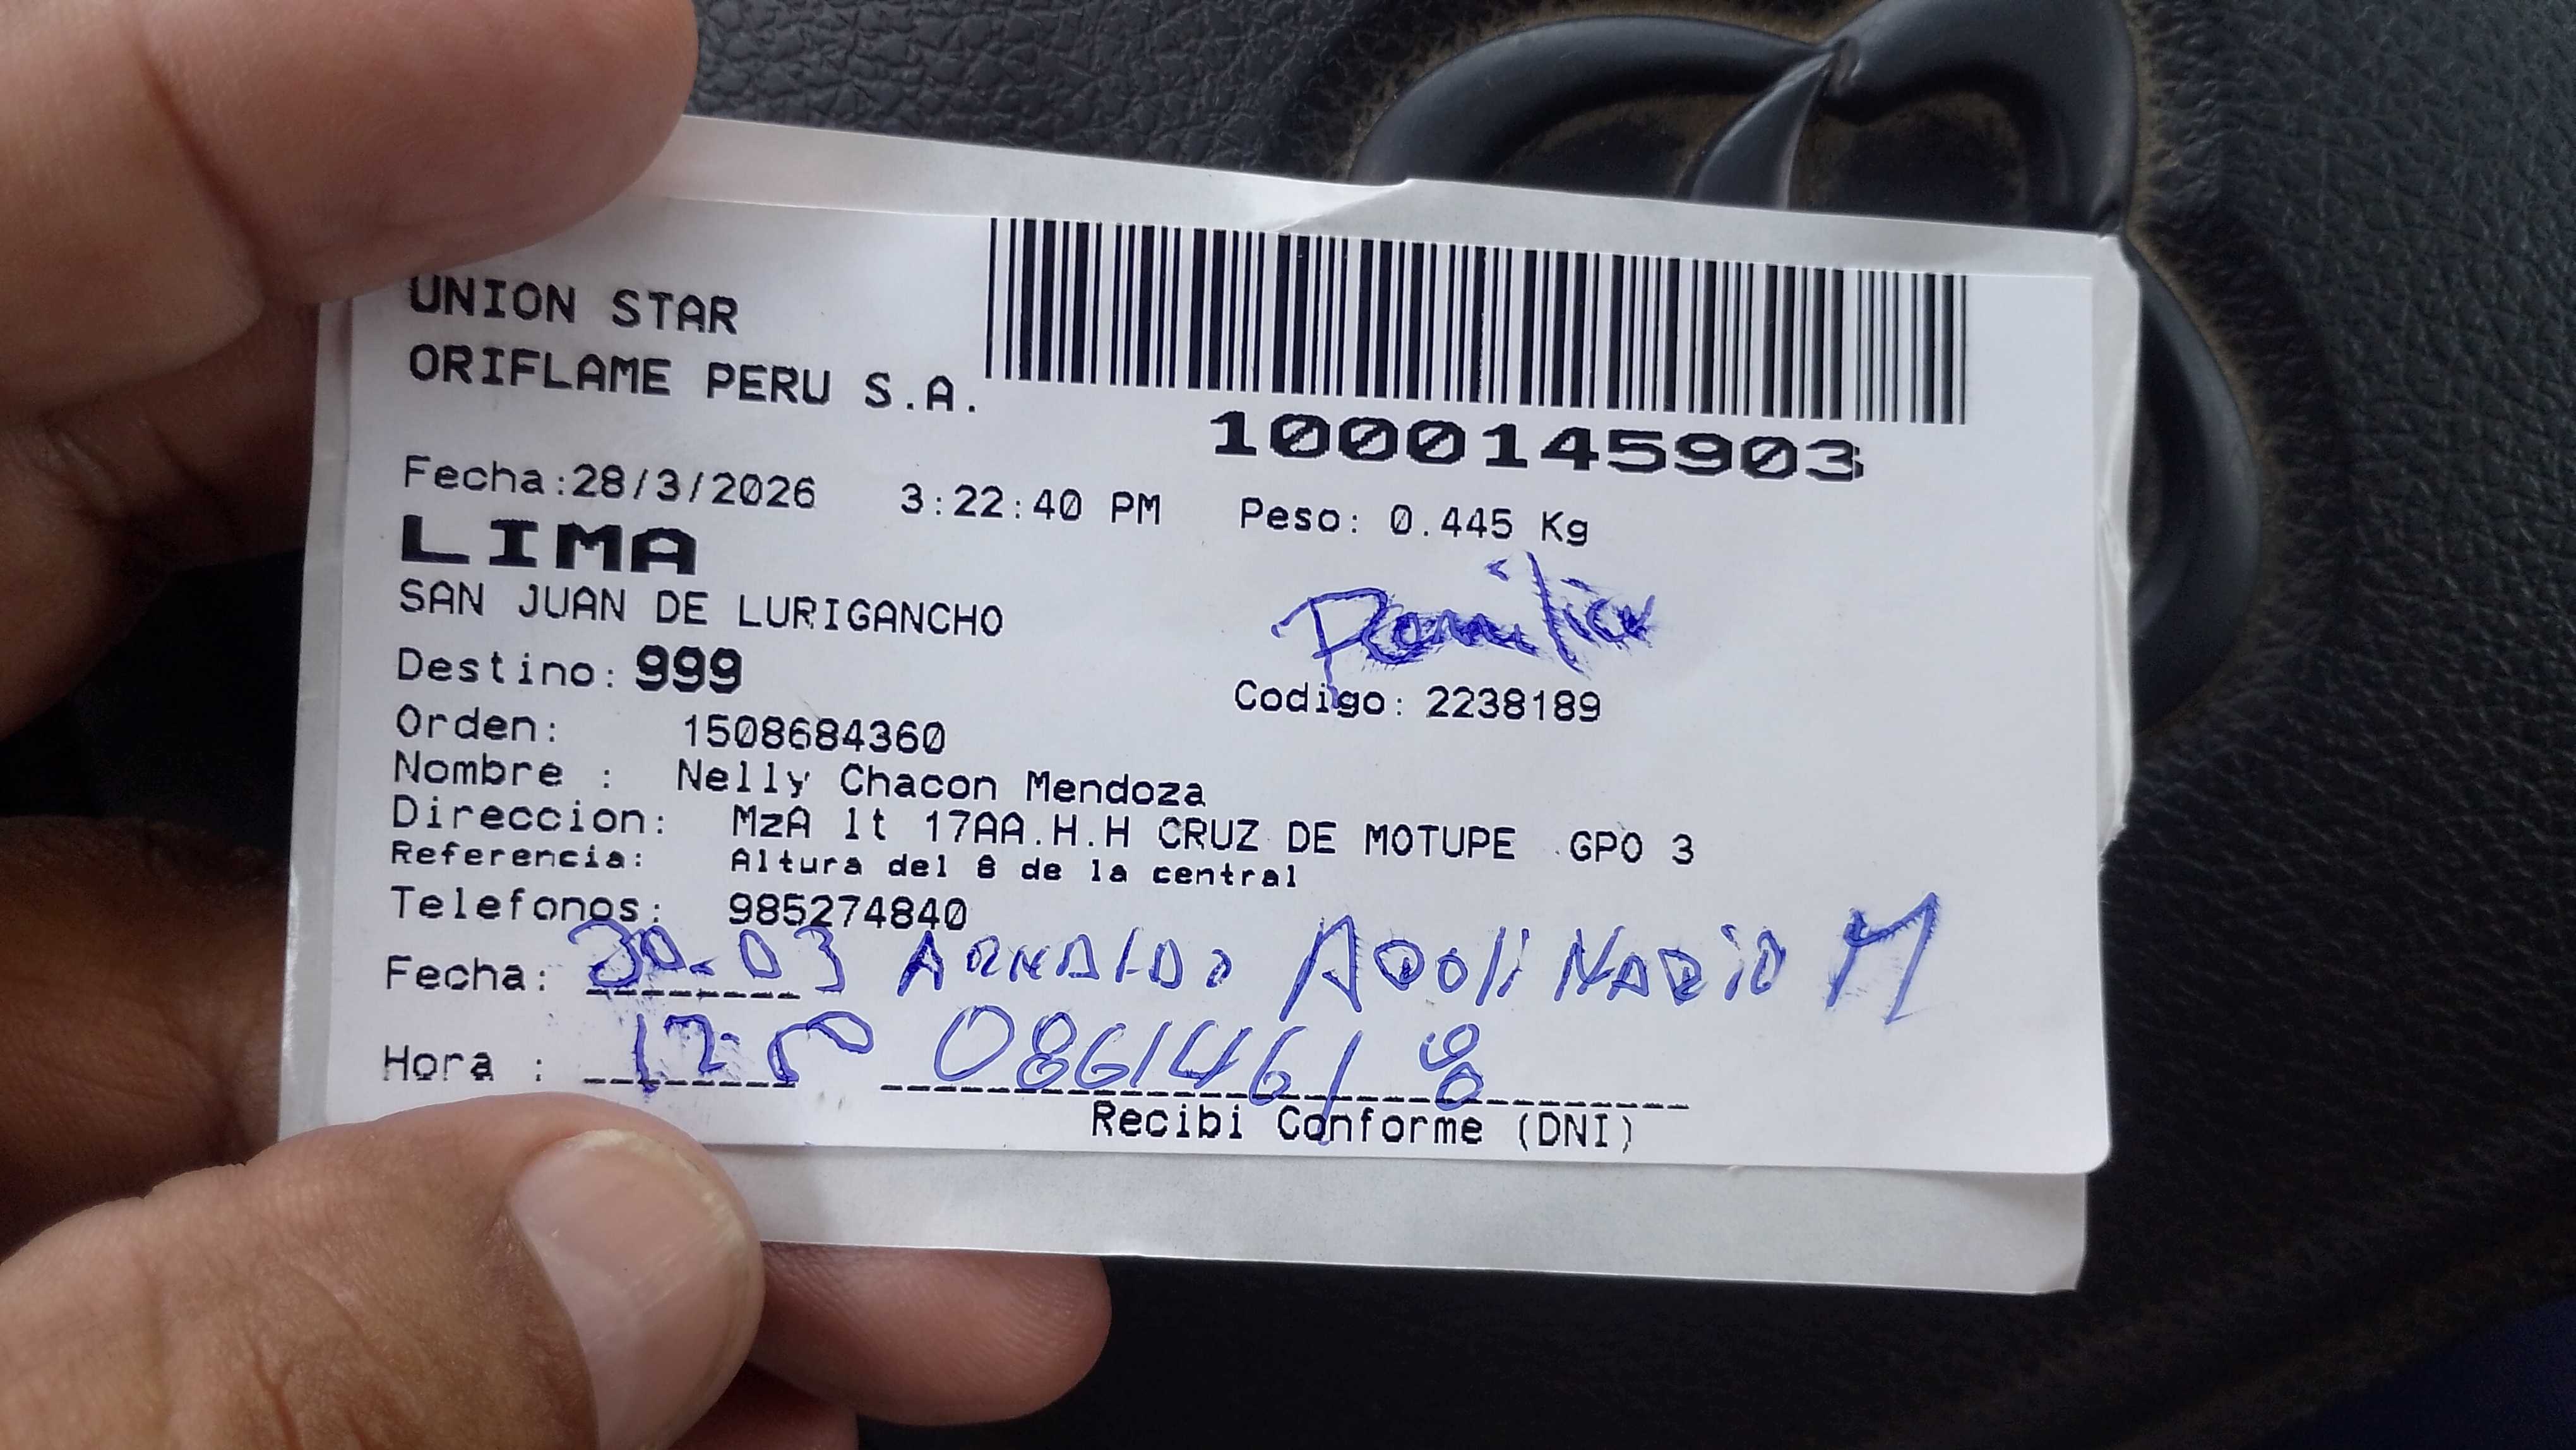 UNION STAR
ORIFLAME PERU S.A.
1000145903
Fecha:28/3/2026 3:22:40 PM Peso: 0.445 Kg
LIMA
SAN JUAN DE LURIGANCHO
Destino: 999
Codigo: 2238189
Orden: 1508684360
Nombre : Nelly Chacon Mendoza
Direccion: MzA lt 17AA.H.H CRUZ DE MOTUPE GPO 3
Referencia: Altura del 8 de la central
Telefonos: 985274840
Fecha: 30.03 ARNALDO APOLINARIO M
Hora : 08614618
Recibi Conforme (DNI)